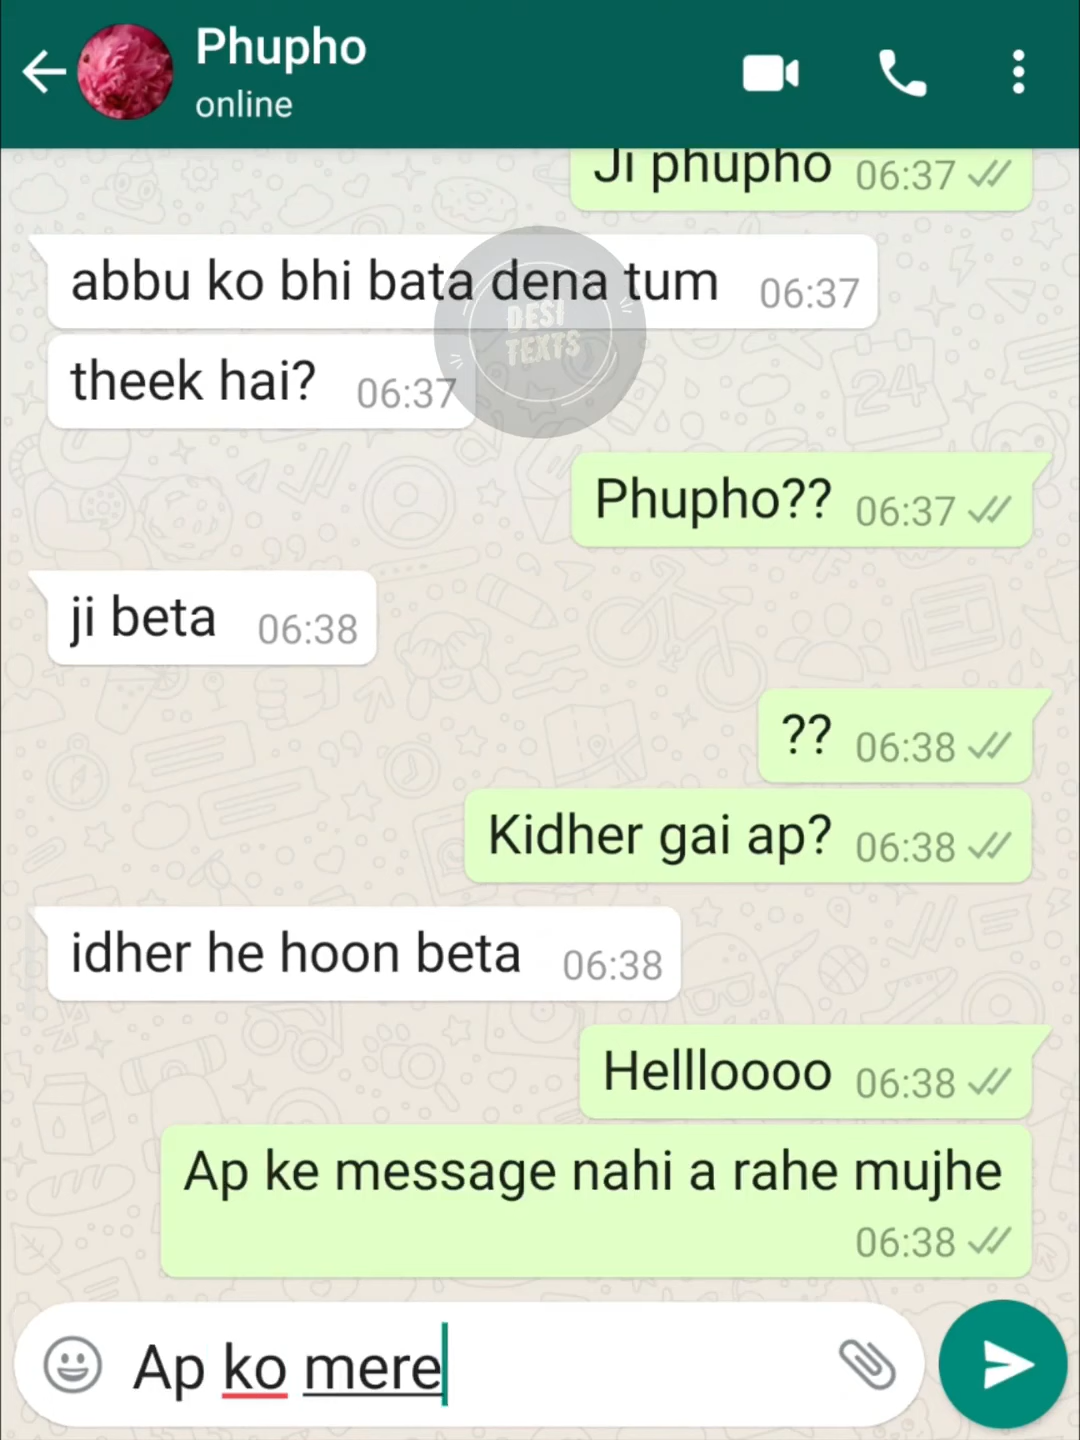 Phupho
online
Ji phupho 06:37
abbu ko bhi bata dena tum 06:37
DESI
TEXTS
theek hai? 06:37
Phupho?? 06:37
ji beta 06:38
?? 06:38
Kidher gai ap? 06:38
idher he hoon beta 06:38
Hellloooo 06:38
Ap ke message nahi a rahe mujhe
06:38
Ap ko mere